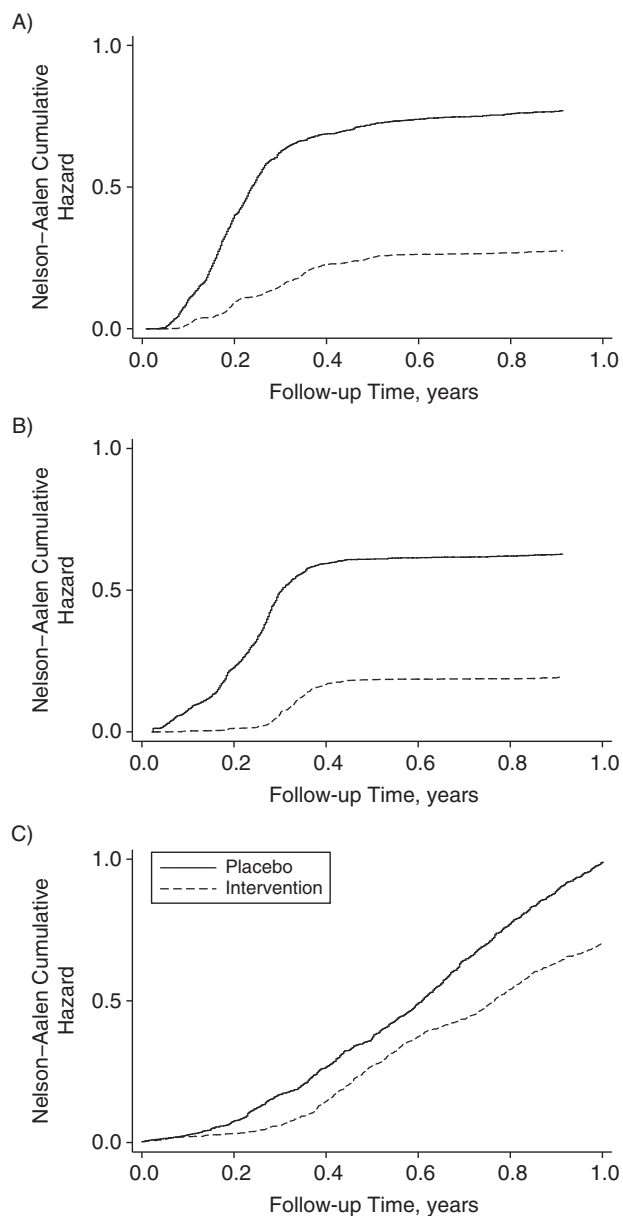 A)
1.0
0.5
0.0
Nelson–Aalen Cumulative
Hazard
0.0 0.2 0.4 0.6 0.8 1.0
Follow-up Time, years
B)
1.0
0.5
0.0
Nelson–Aalen Cumulative
Hazard
0.0 0.2 0.4 0.6 0.8 1.0
Follow-up Time, years
C)
1.0
0.5
0.0
Nelson–Aalen Cumulative
Hazard
Placebo
Intervention
0.0 0.2 0.4 0.6 0.8 1.0
Follow-up Time, years